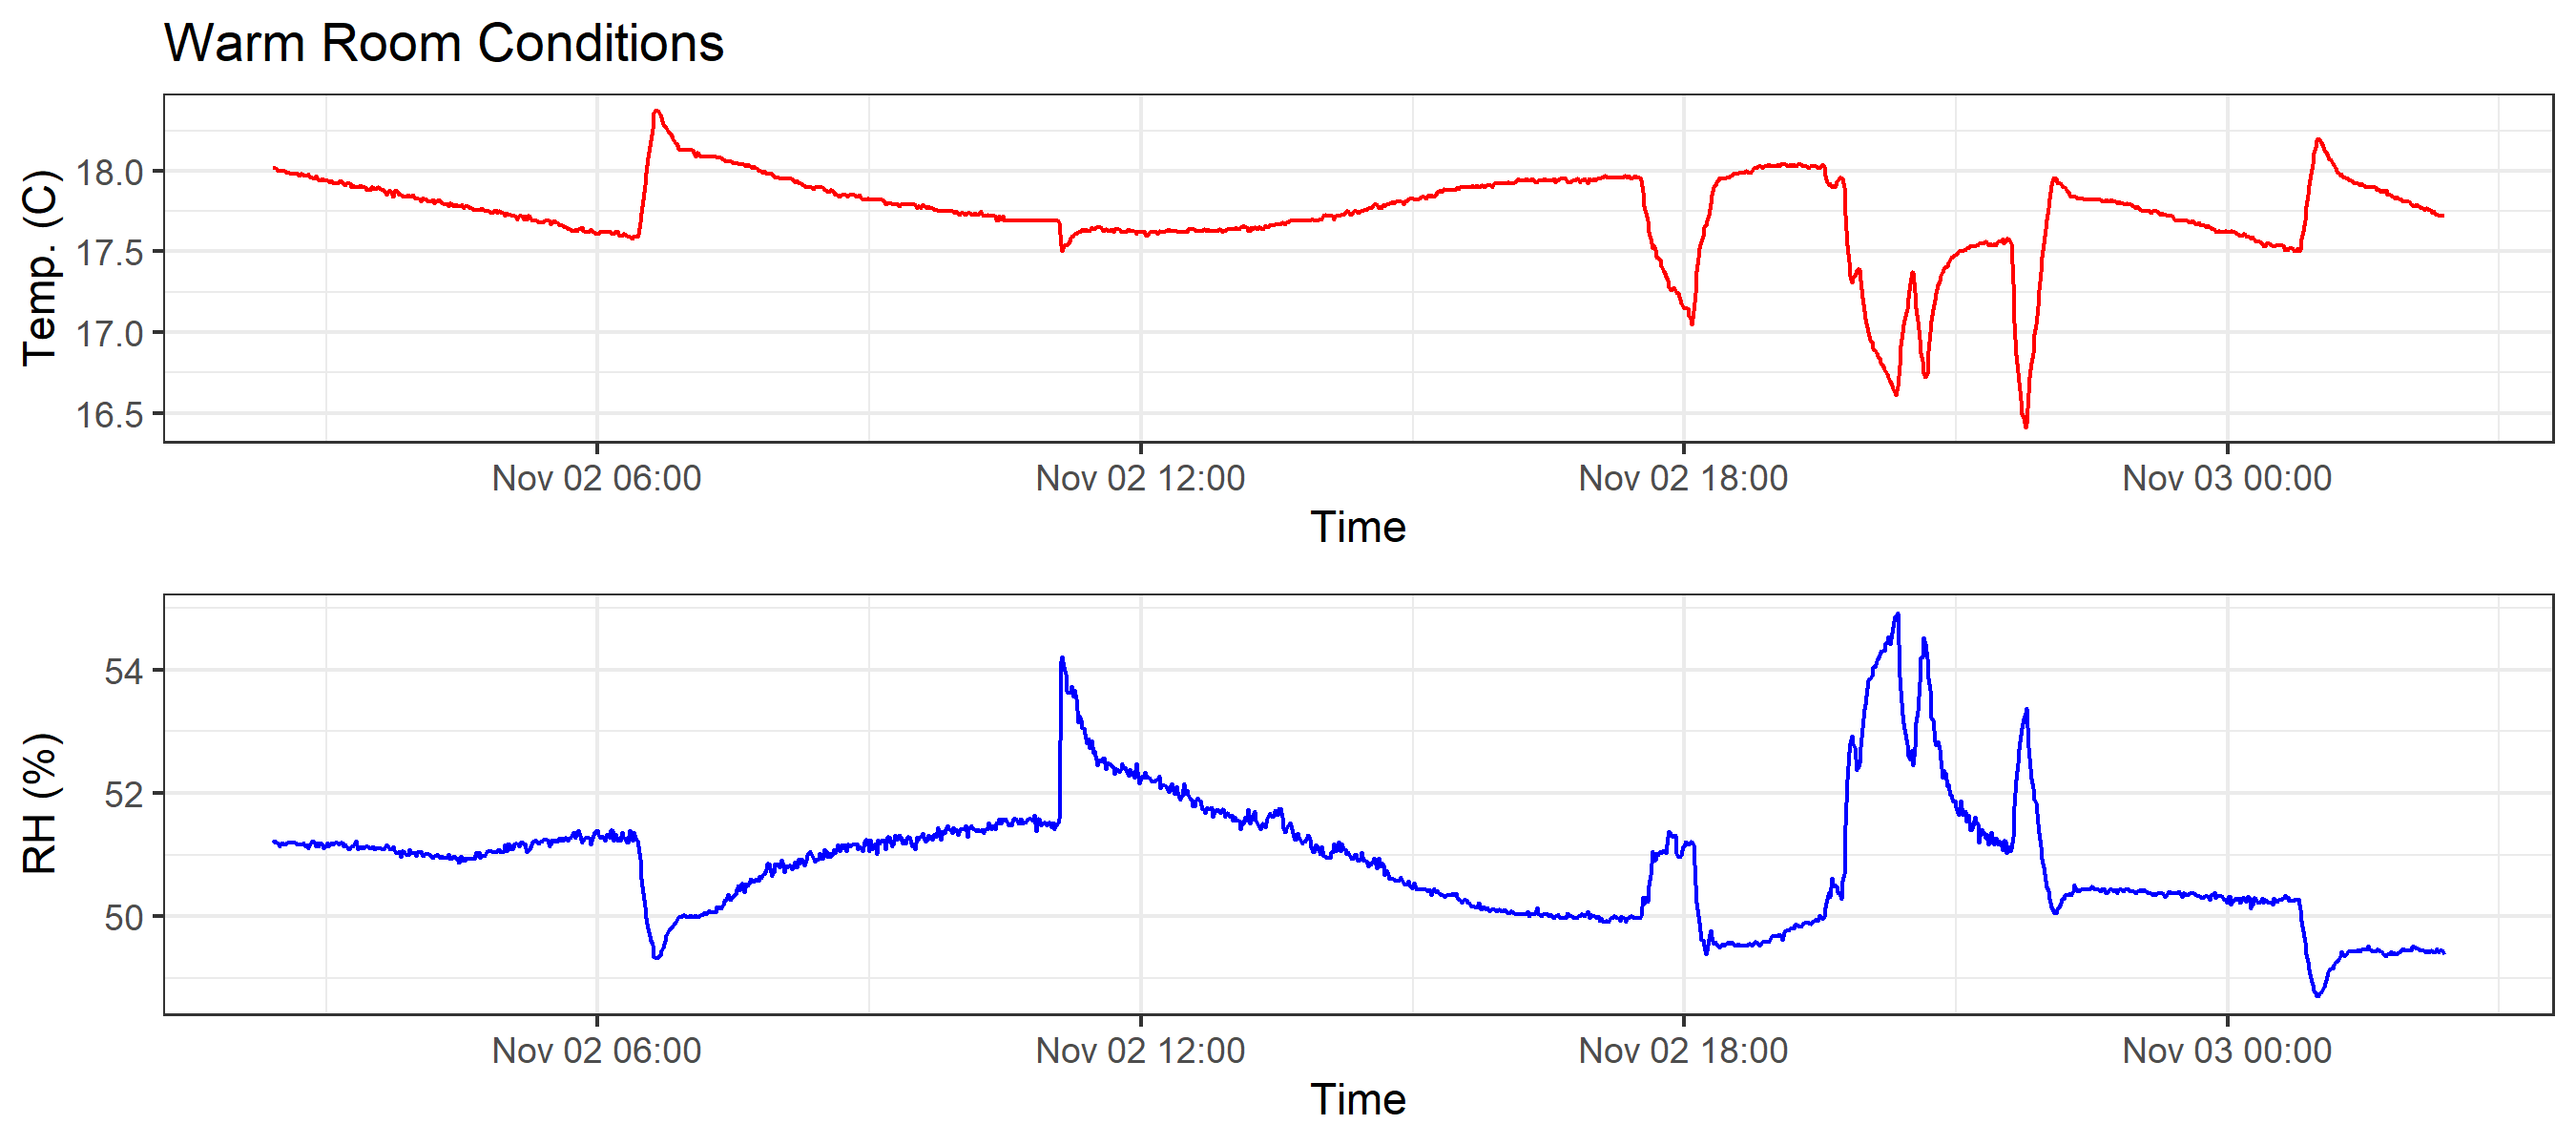 Warm Room Conditions
Temp. (C)
18.0
17.5
17.0
16.5
Nov 02 06:00 Nov 02 12:00 Nov 02 18:00 Nov 03 00:00
Time
RH (%)
54
52
50
Nov 02 06:00 Nov 02 12:00 Nov 02 18:00 Nov 03 00:00
Time